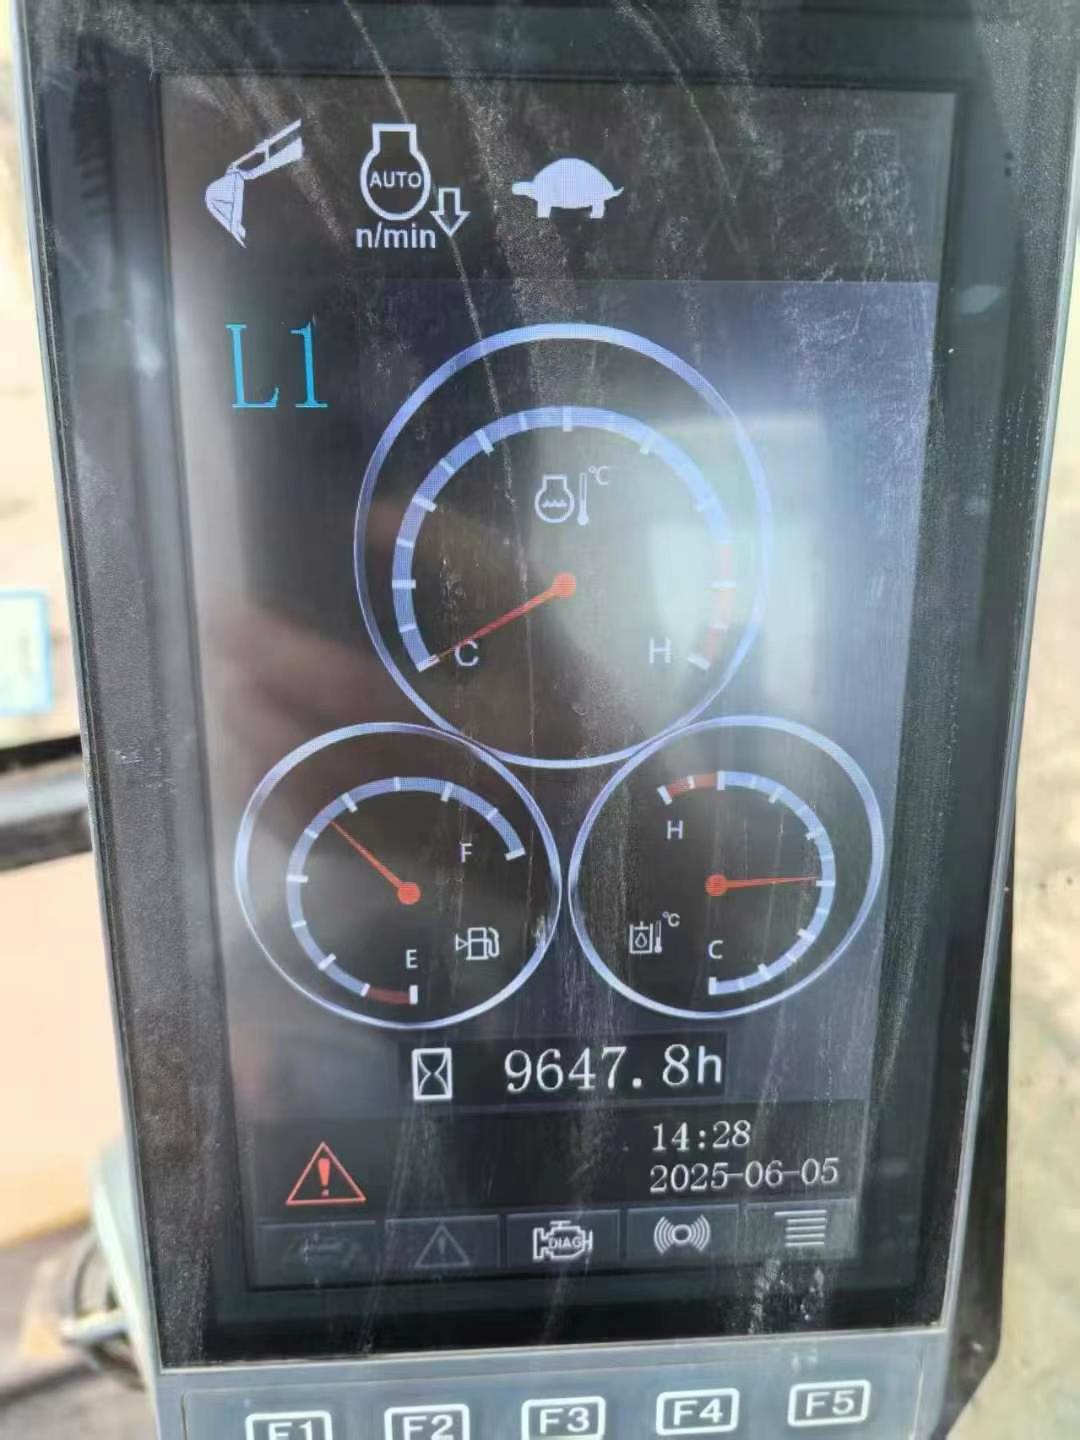 AUTO
n/min
L1
°C
C
H
F
E
H
°C
C
9647.8h
14:28
2025-06-05
DIAG
F1
F2
F3
F4
F5